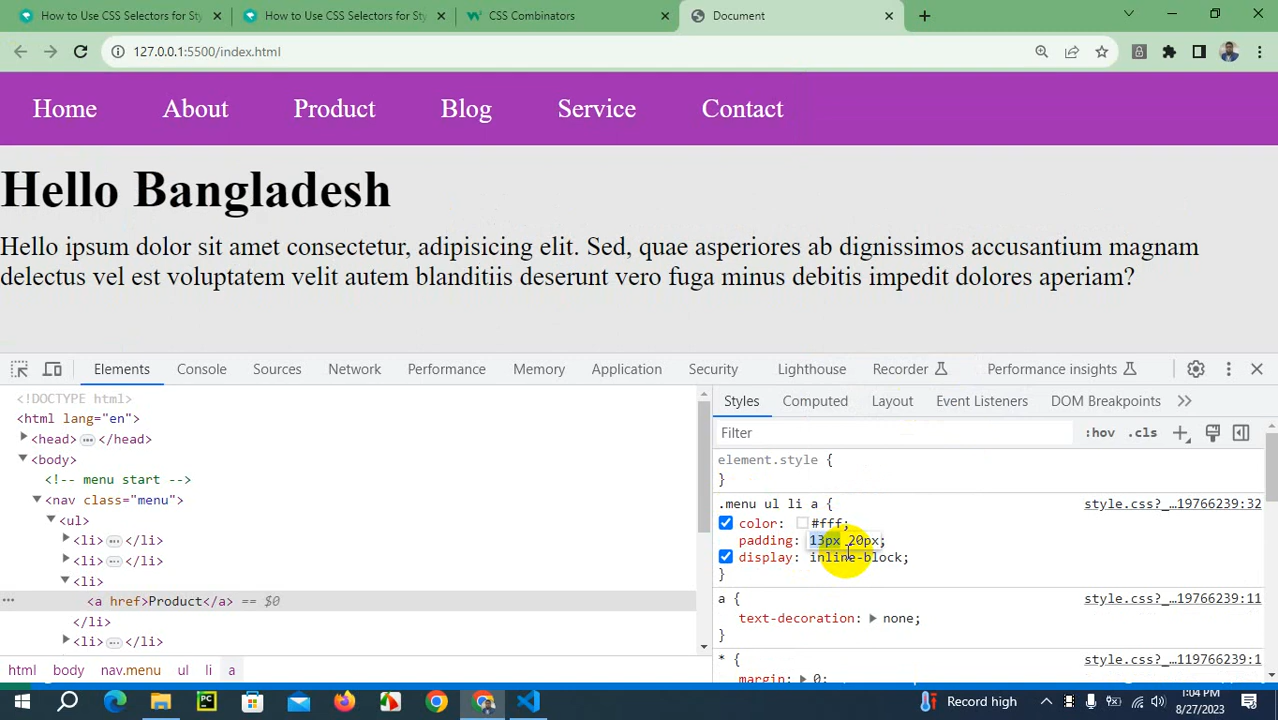 How to Use CSS Selectors for Sty
How to Use CSS Selectors for Sty
CSS Combinators
Document
127.0.0.1:5500/index.html
Home About Product Blog Service Contact
Hello Bangladesh
Hello ipsum dolor sit amet consectetur, adipisicing elit. Sed, quae asperiores ab dignissimos accusantium magnam
delectus vel est voluptatem velit autem blanditiis deserunt vero fuga minus debitis impedit dolores aperiam?
Elements Console Sources Network Performance Memory Application Security Lighthouse Recorder Performance insights
<!DOCTYPE html>
<html lang="en">
<head> ••• </head>
<body>
<!-- menu start -->
<nav class="menu">
<ul>
<li> ••• </li>
<li> ••• </li>
<li>
••• <a href>Product</a> == $0
</li>
<li> ••• </li>
html body nav.menu ul li a
Styles Computed Layout Event Listeners DOM Breakpoints
Filter :hov .cls
element.style {
}
.menu ul li a { style.css?_…19766239:32
color: #fff;
padding: 13px 20px;
display: inline-block;
}
a { style.css?_…19766239:11
text-decoration: none;
}
* { style.css?_…119766239:1
margin: 0;
Record high
1:04 PM
8/27/2023